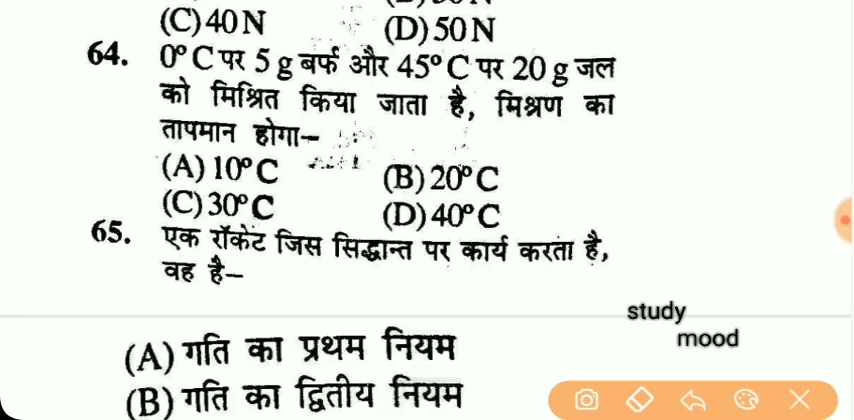 (C) 40 N
(D) 50 N
64. 0° C पर 5 g बर्फ और 45° C पर 20 g जल
को मिश्रित किया जाता है, मिश्रण का
तापमान होगा–
(A) 10° C (B) 20° C
(C) 30° C (D) 40° C
65. एक रॉकेट जिस सिद्धान्त पर कार्य करता है,
वह है–
study
mood
(A) गति का प्रथम नियम
(B) गति का द्वितीय नियम